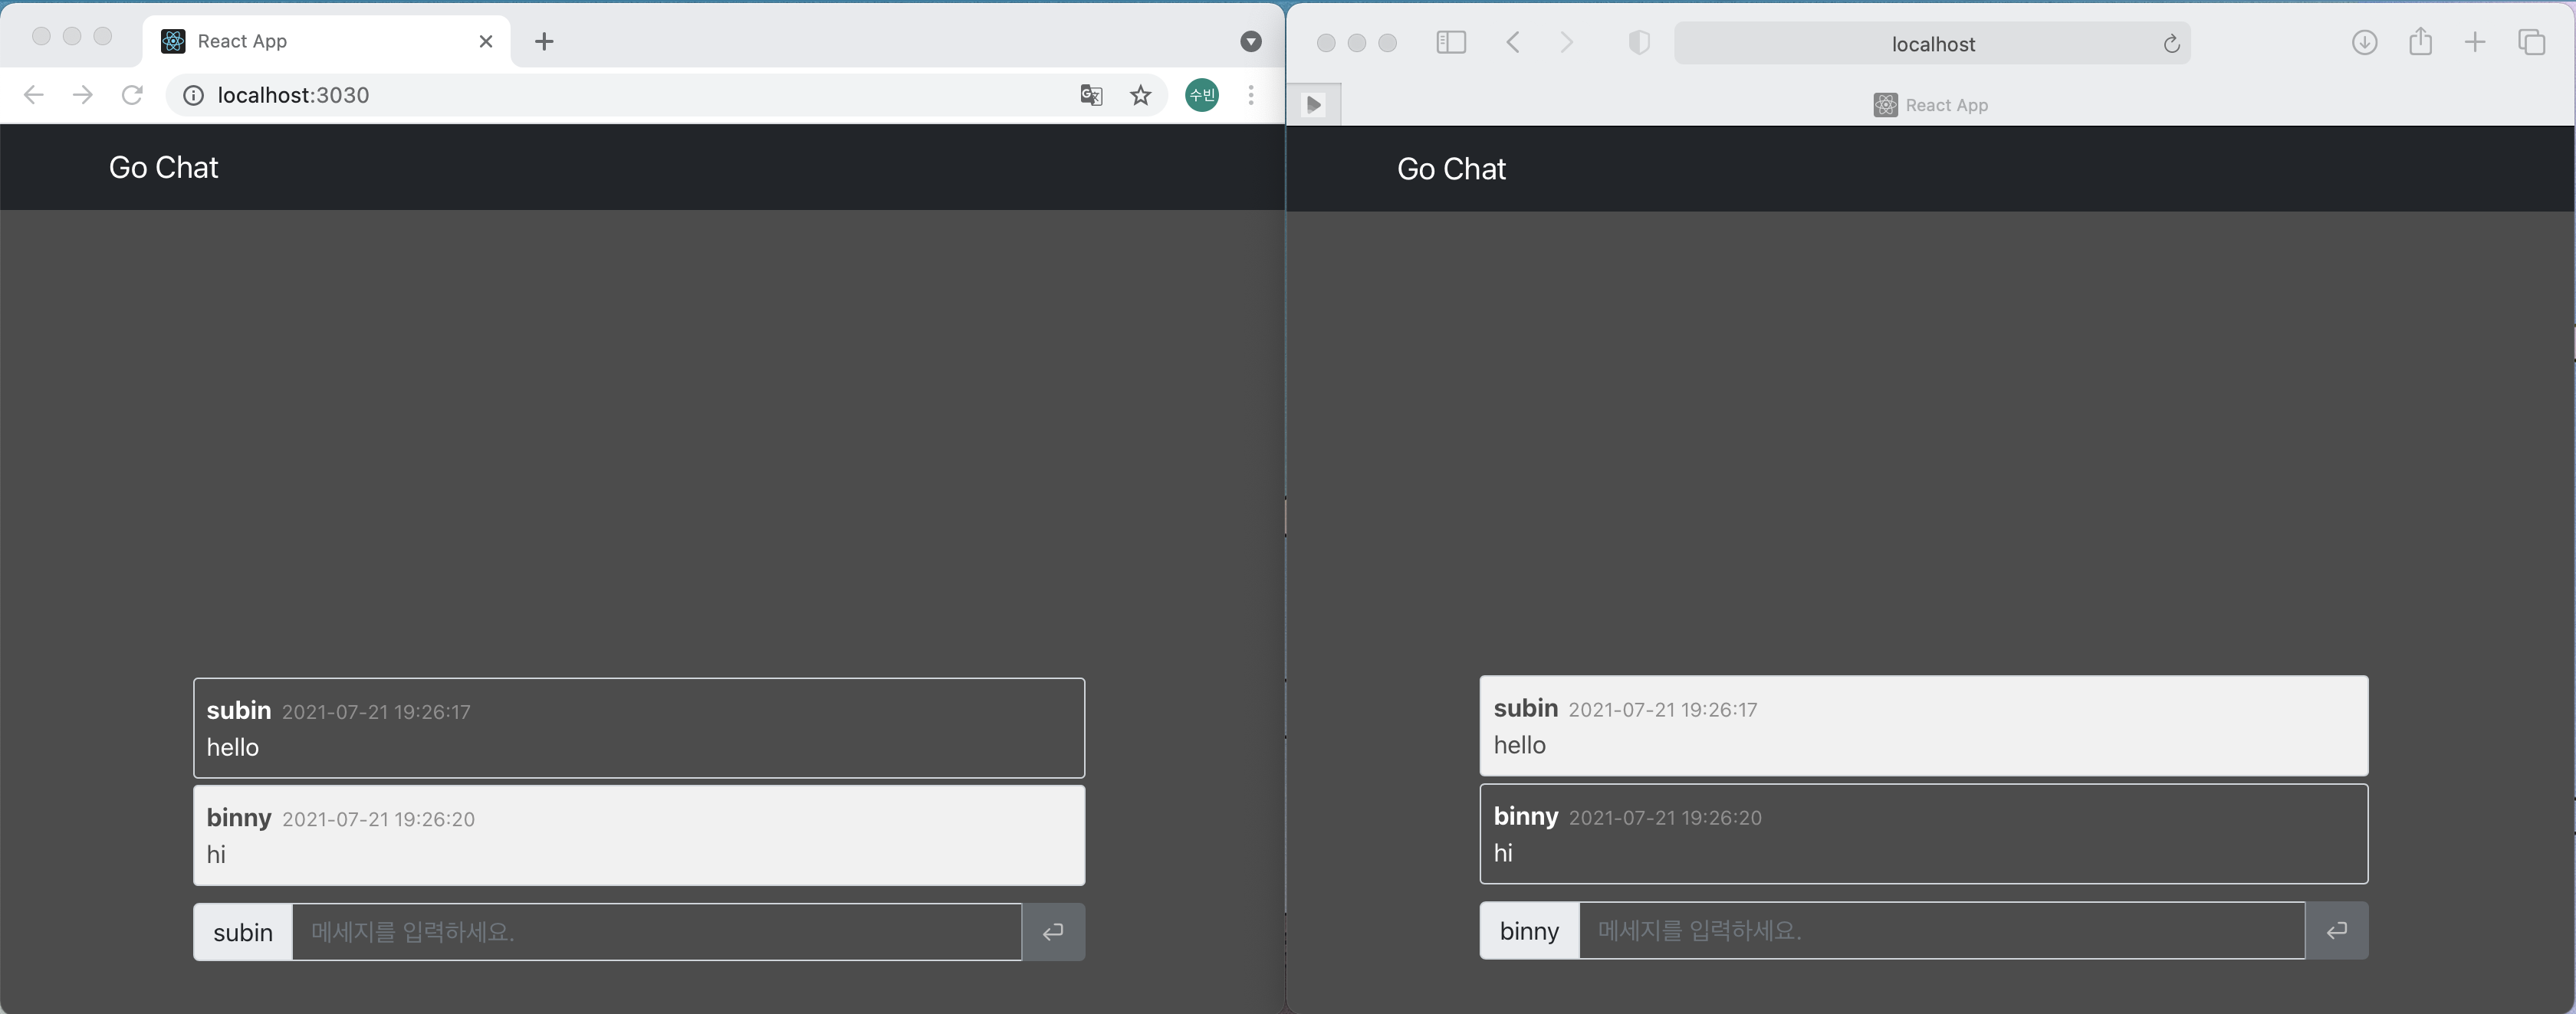 React App
localhost:3030
수빈
Go Chat
subin 2021-07-21 19:26:17
hello
binny 2021-07-21 19:26:20
hi
subin 메세지를 입력하세요.
localhost
React App
Go Chat
subin 2021-07-21 19:26:17
hello
binny 2021-07-21 19:26:20
hi
binny 메세지를 입력하세요.